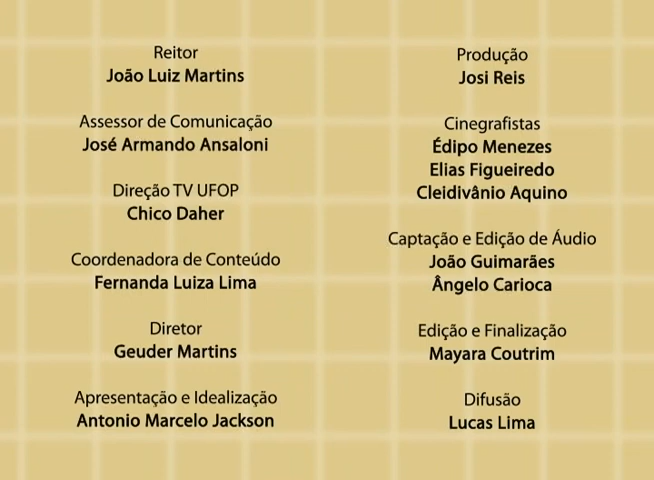 Reitor
João Luiz Martins
Assessor de Comunicação
José Armando Ansaloni
Direção TV UFOP
Chico Daher
Coordenadora de Conteúdo
Fernanda Luiza Lima
Diretor
Geuder Martins
Apresentação e Idealização
Antonio Marcelo Jackson
Produção
Josi Reis
Cinegrafistas
Édipo Menezes
Elias Figueiredo
Cleidivânio Aquino
Captação e Edição de Áudio
João Guimarães
Ângelo Carioca
Edição e Finalização
Mayara Coutrim
Difusão
Lucas Lima